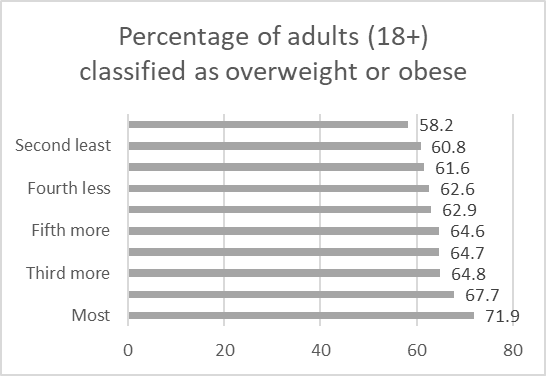 Percentage of adults (18+)
classified as overweight or obese
58.2
Second least 60.8
61.6
Fourth less 62.6
62.9
Fifth more 64.6
64.7
Third more 64.8
67.7
Most 71.9
0 20 40 60 80